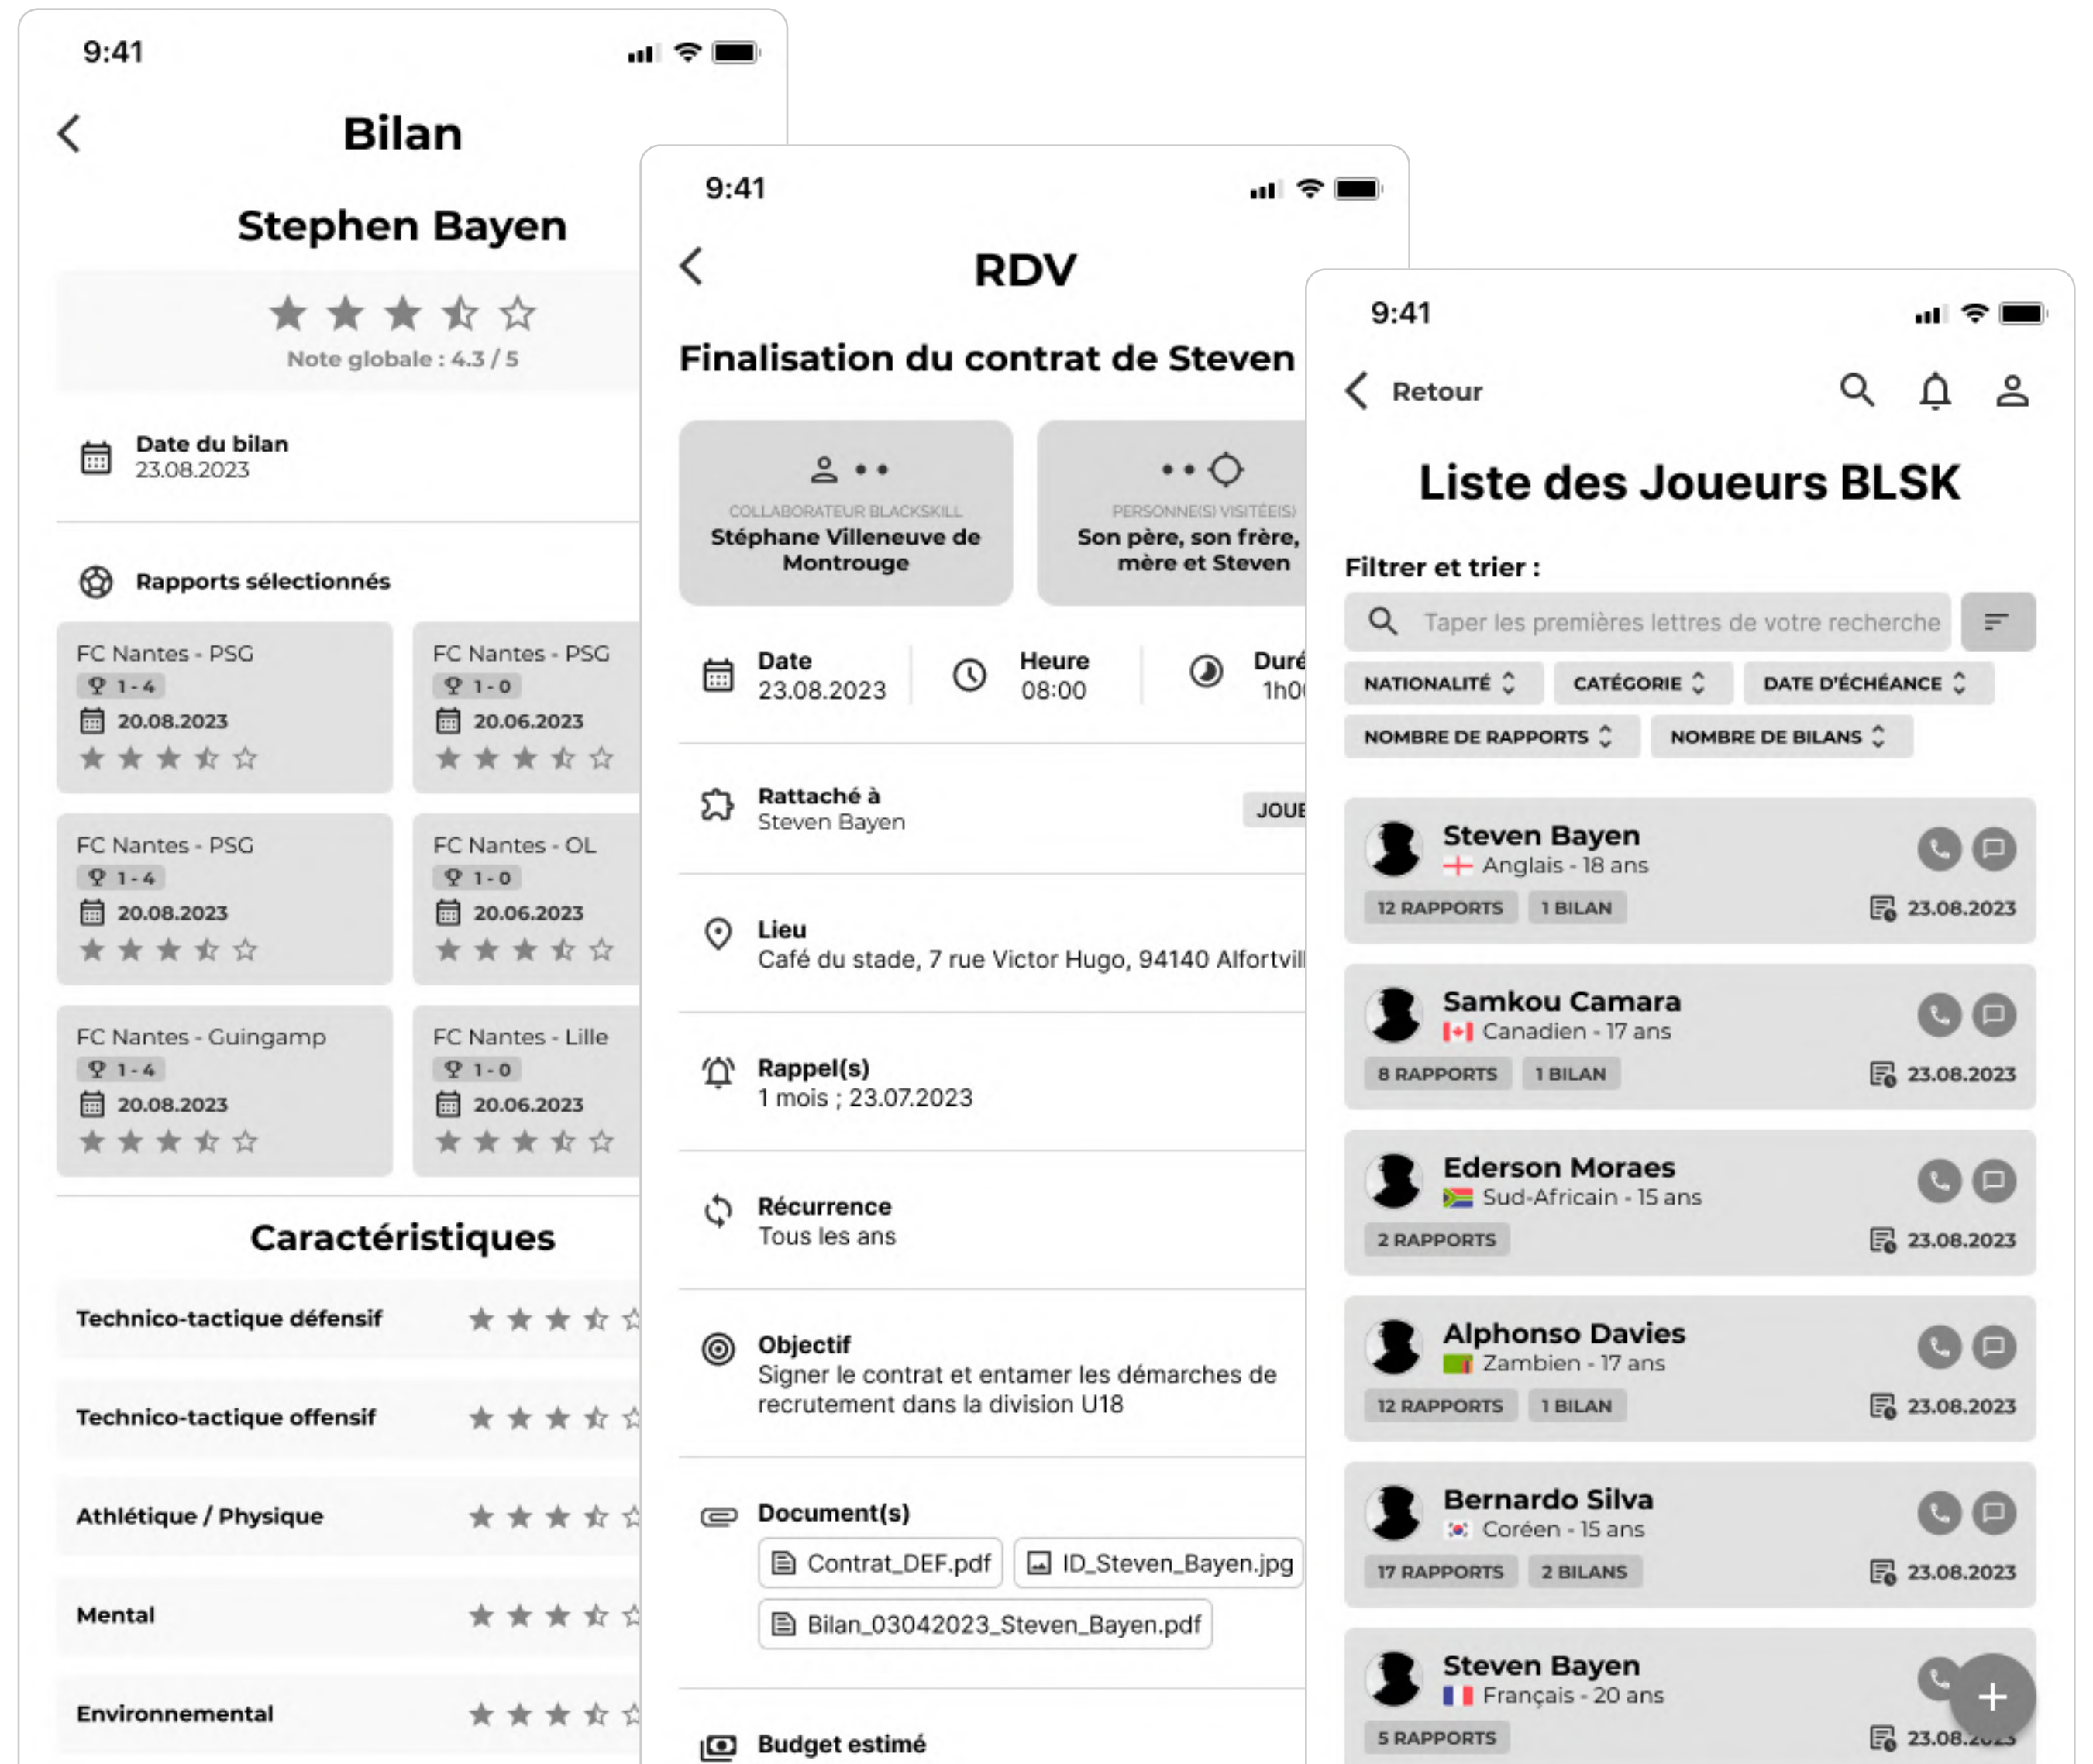 9:41
Bilan
Stephen Bayen
Note globale : 4.3 / 5
Date du bilan
23.08.2023
Rapports sélectionnés
FC Nantes - PSG
1 - 4
20.08.2023
FC Nantes - PSG
1 - 0
20.06.2023
FC Nantes - PSG
1 - 4
20.08.2023
FC Nantes - OL
1 - 0
20.06.2023
FC Nantes - Guingamp
1 - 4
20.08.2023
FC Nantes - Lille
1 - 0
20.06.2023
Caractéristiques
Technico-tactique défensif
Technico-tactique offensif
Athlétique / Physique
Mental
Environnemental
9:41
RDV
Finalisation du contrat de Steven
COLLABORATEUR BLACKSKILL
Stéphane Villeneuve de
Montrouge
PERSONNE(S) VISITÉE(S)
Son père, son frère,
mère et Steven
Date
23.08.2023
Heure
08:00
Duré
1h0
Rattaché à
Steven Bayen
JOUE
Lieu
Café du stade, 7 rue Victor Hugo, 94140 Alfortvil
Rappel(s)
1 mois ; 23.07.2023
Récurrence
Tous les ans
Objectif
Signer le contrat et entamer les démarches de
recrutement dans la division U18
Document(s)
Contrat_DEF.pdf
ID_Steven_Bayen.jpg
Bilan_03042023_Steven_Bayen.pdf
Budget estimé
9:41
Retour
Liste des Joueurs BLSK
Filtrer et trier :
Taper les premières lettres de votre recherche
NATIONALITÉ
CATÉGORIE
DATE D'ÉCHÉANCE
NOMBRE DE RAPPORTS
NOMBRE DE BILANS
Steven Bayen
Anglais - 18 ans
12 RAPPORTS
1 BILAN
23.08.2023
Samkou Camara
Canadien - 17 ans
8 RAPPORTS
1 BILAN
23.08.2023
Ederson Moraes
Sud-Africain - 15 ans
2 RAPPORTS
23.08.2023
Alphonso Davies
Zambien - 17 ans
12 RAPPORTS
1 BILAN
23.08.2023
Bernardo Silva
Coréen - 15 ans
17 RAPPORTS
2 BILANS
23.08.2023
Steven Bayen
Français - 20 ans
5 RAPPORTS
23.08.2023